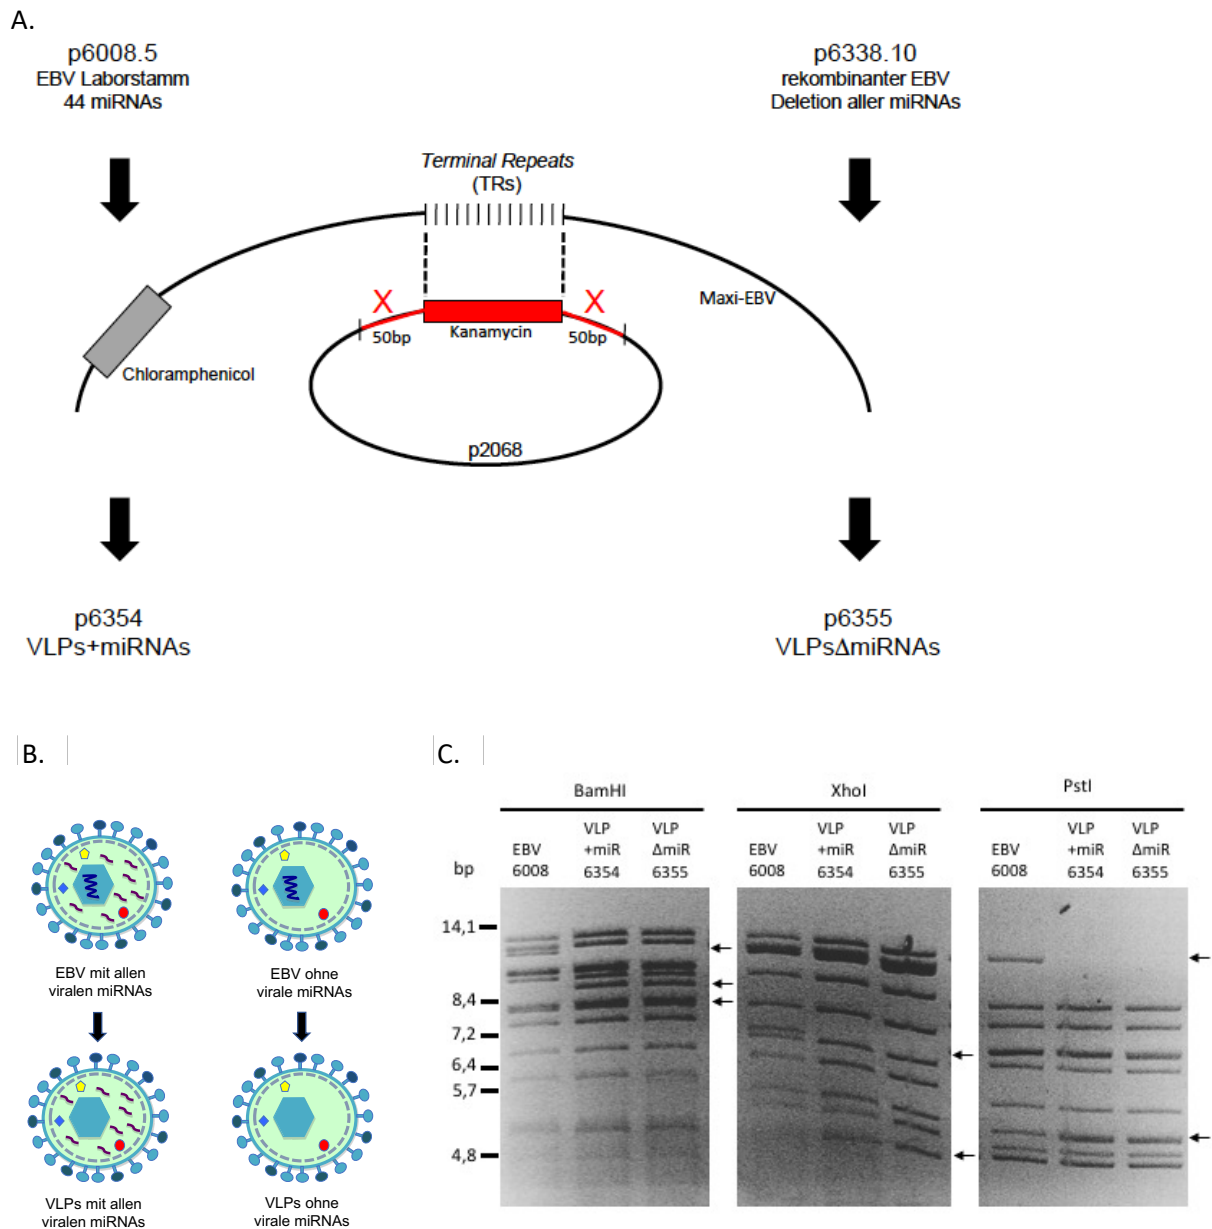 A.
p6008.5
EBV Laborstamm
44 miRNAs
p6338.10
rekombinanter EBV
Deletion aller miRNAs
Terminal Repeats
(TRs)
Maxi-EBV
X
X
50bp
Kanamycin
50bp
Chloramphenicol
p2068
p6354
VLPs+miRNAs
p6355
VLPsΔmiRNAs
B.
EBV mit allen
viralen miRNAs
EBV ohne
virale miRNAs
VLPs mit allen
viralen miRNAs
VLPs ohne
virale miRNAs
C.
BamHI
XhoI
PstI
bp
EBV
6008
VLP
+miR
6354
VLP
ΔmiR
6355
EBV
6008
VLP
+miR
6354
VLP
ΔmiR
6355
EBV
6008
VLP
+miR
6354
VLP
ΔmiR
6355
14,1
8,4
7,2
6,4
5,7
4,8